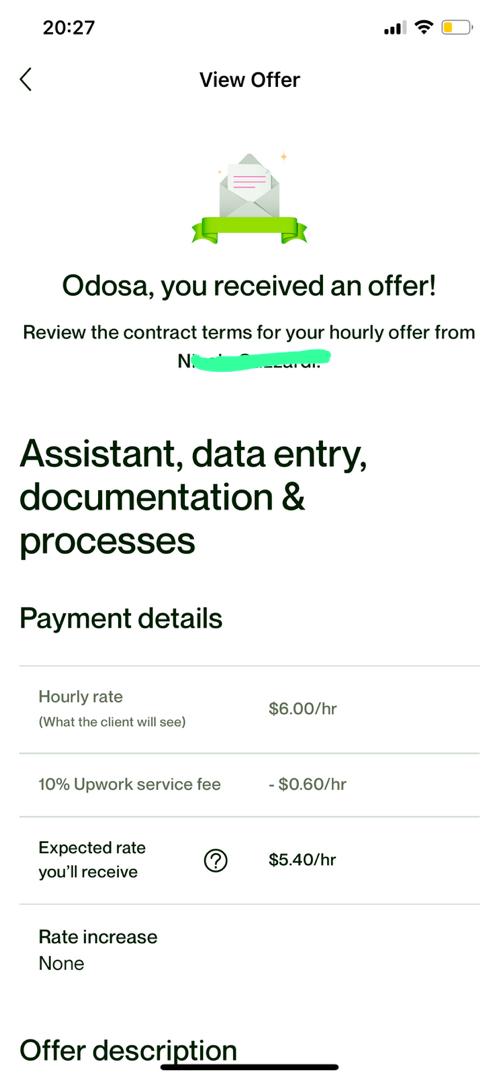 20:27
View Offer
Odosa, you received an offer!
Review the contract terms for your hourly offer from
Assistant, data entry,
documentation &
processes
Payment details
Hourly rate
(What the client will see)
$6.00/hr
10% Upwork service fee
- $0.60/hr
Expected rate
you'll receive
?
$5.40/hr
Rate increase
None
Offer description